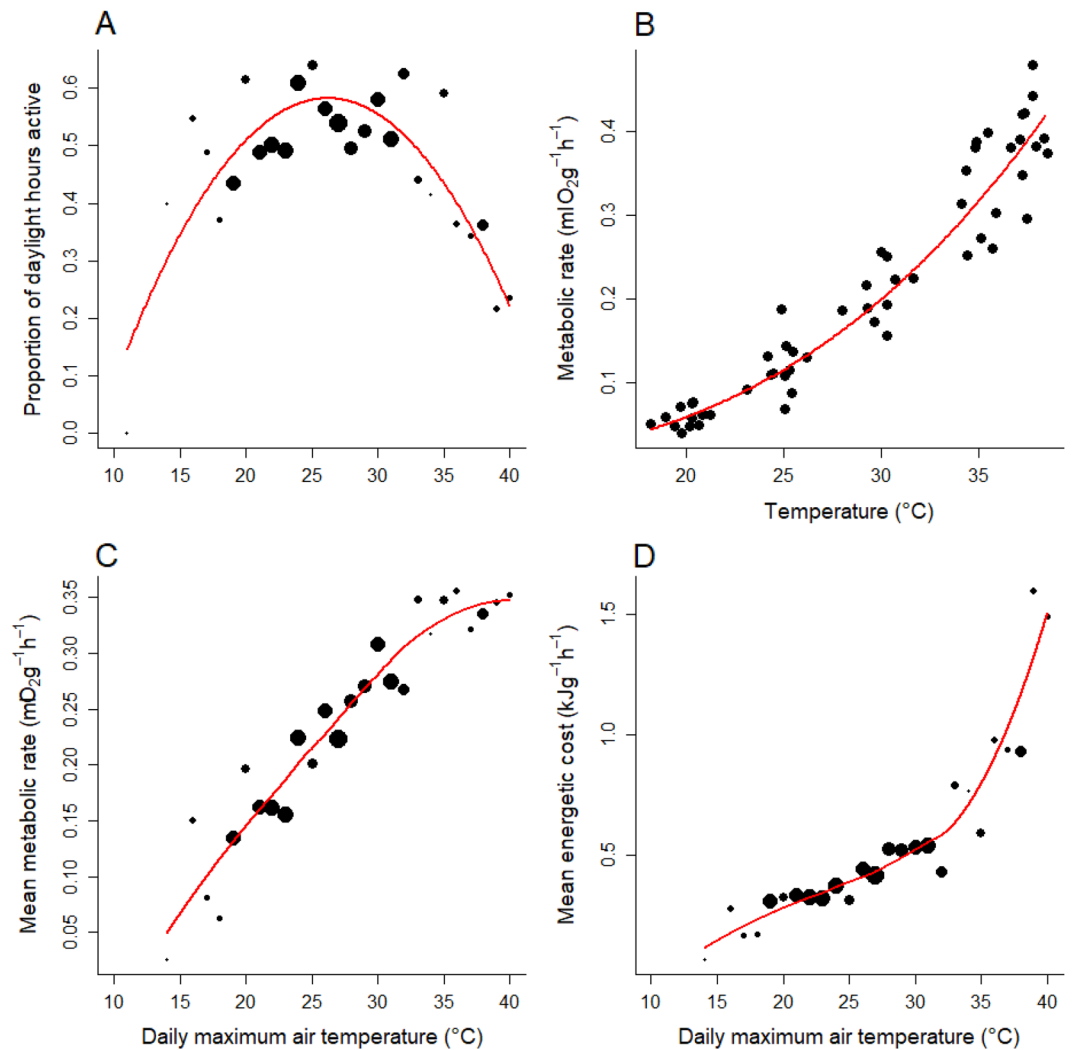 A
Proportion of daylight hours active
0.0 0.1 0.2 0.3 0.4 0.5 0.6
10 15 20 25 30 35 40
B
Metabolic rate (mlO₂g⁻¹h⁻¹)
0.1 0.2 0.3 0.4
20 25 30 35
Temperature (°C)
C
Mean metabolic rate (mD₂g⁻¹h⁻¹)
0.05 0.10 0.15 0.20 0.25 0.30 0.35
10 15 20 25 30 35 40
Daily maximum air temperature (°C)
D
Mean energetic cost (kJg⁻¹h⁻¹)
0.5 1.0 1.5
10 15 20 25 30 35 40
Daily maximum air temperature (°C)